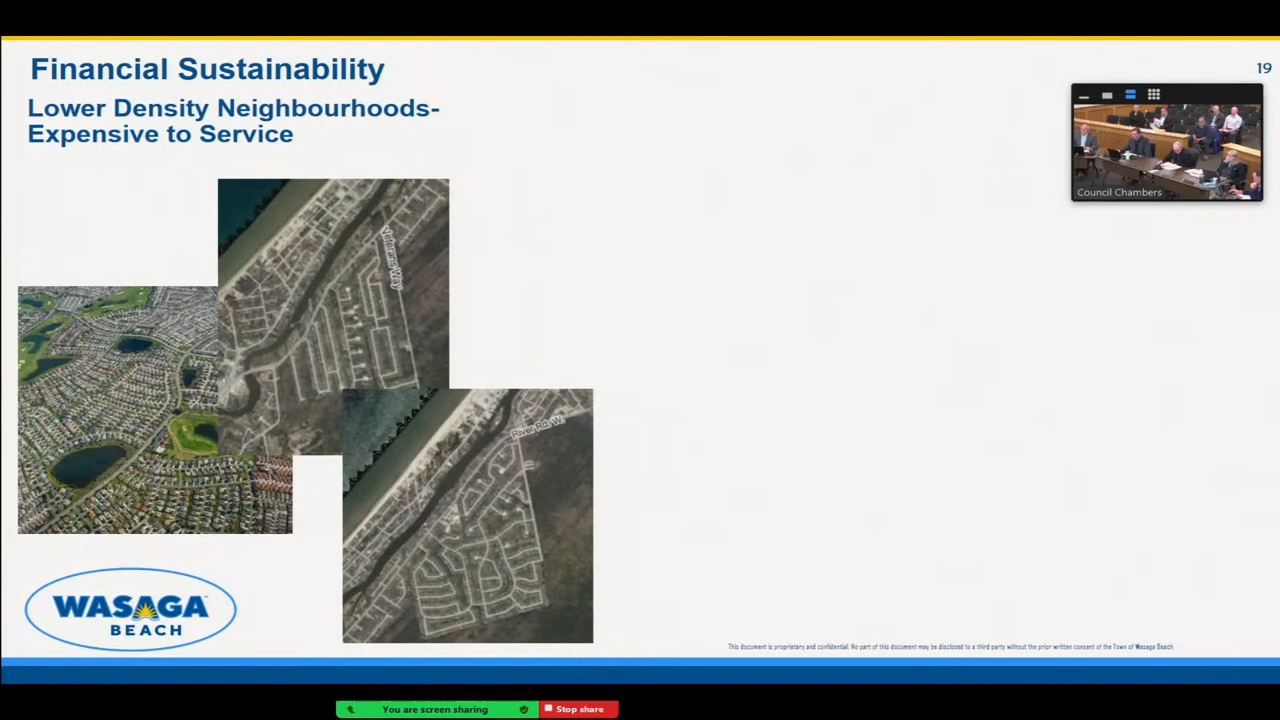 Financial Sustainability
19
Lower Density Neighbourhoods-
Expensive to Service
Council Chambers
Veterans Way
River Rd. W.
WASAGA
BEACH
This document is proprietary and confidential. No part of this document may be disclosed to a third party without the prior written consent of the Town of Wasaga Beach
You are screen sharing
Stop share